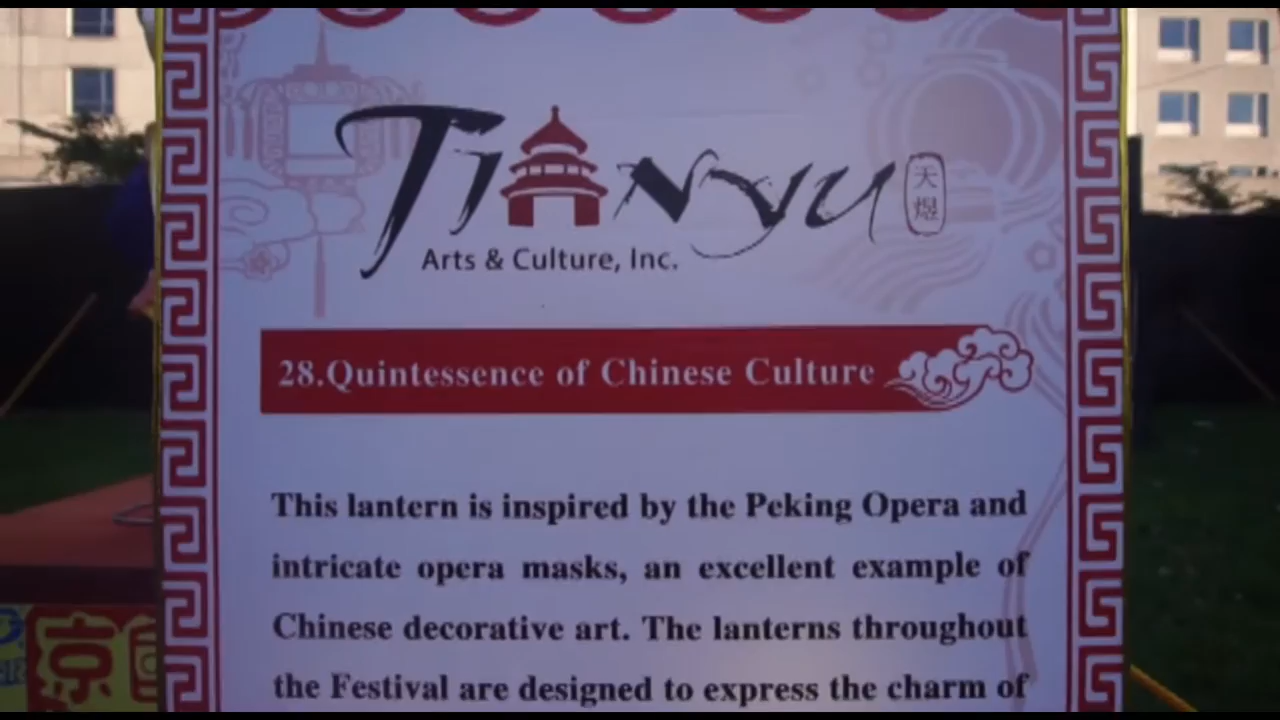 TiANyu
天
煜
Arts & Culture, Inc.
28.Quintessence of Chinese Culture
This lantern is inspired by the Peking Opera and
intricate opera masks, an excellent example of
Chinese decorative art. The lanterns throughout
the Festival are designed to express the charm of
京